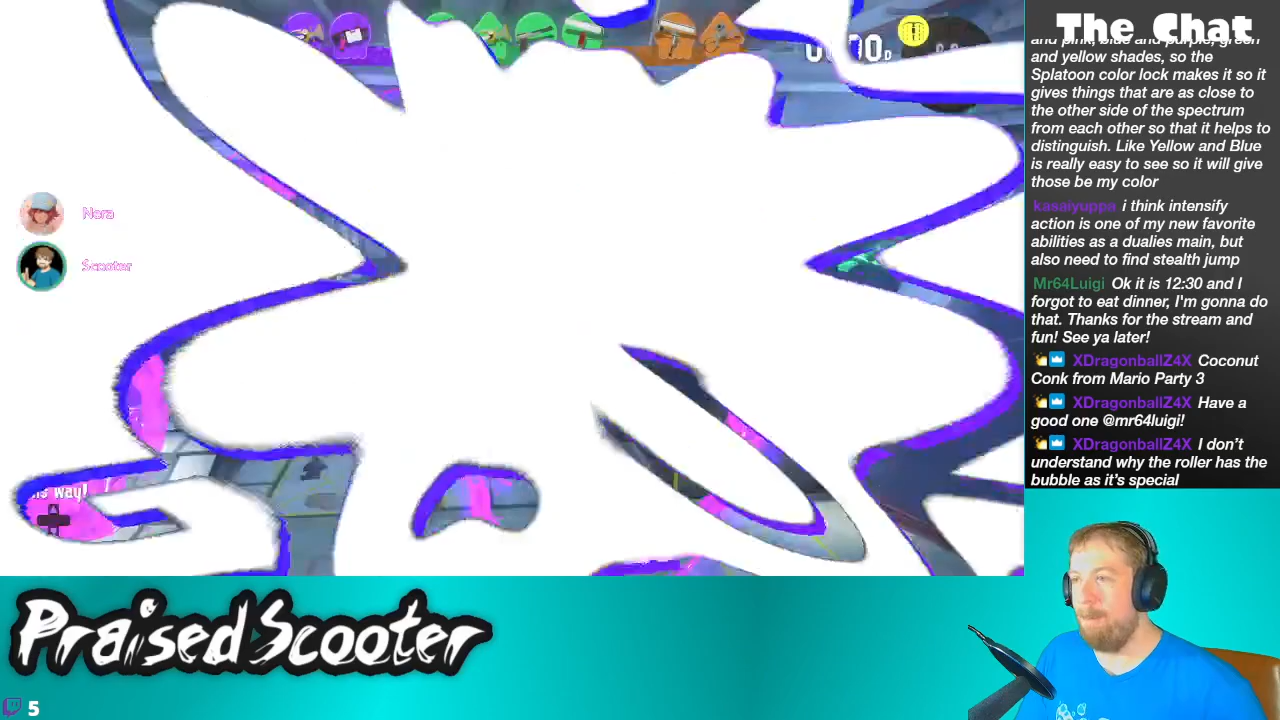 The Chat
and pink, blue and purple, green
and yellow shades, so the
Splatoon color lock makes it so it
gives things that are as close to
the other side of the spectrum
from each other so that it helps to
distinguish. Like Yellow and Blue
is really easy to see so it will give
those be my color
kasaiyuppa i think intensify
action is one of my new favorite
abilities as a dualies main, but
also need to find stealth jump
Mr64Luigi Ok it is 12:30 and I
forgot to eat dinner, I'm gonna do
that. Thanks for the stream and
fun! See ya later!
XDragonballZ4X Coconut
Conk from Mario Party 3
XDragonballZ4X Have a
good one @mr64luigi!
XDragonballZ4X I don't
understand why the roller has the
bubble as it's special
Nora
Scooter
way!
Praised Scooter
5